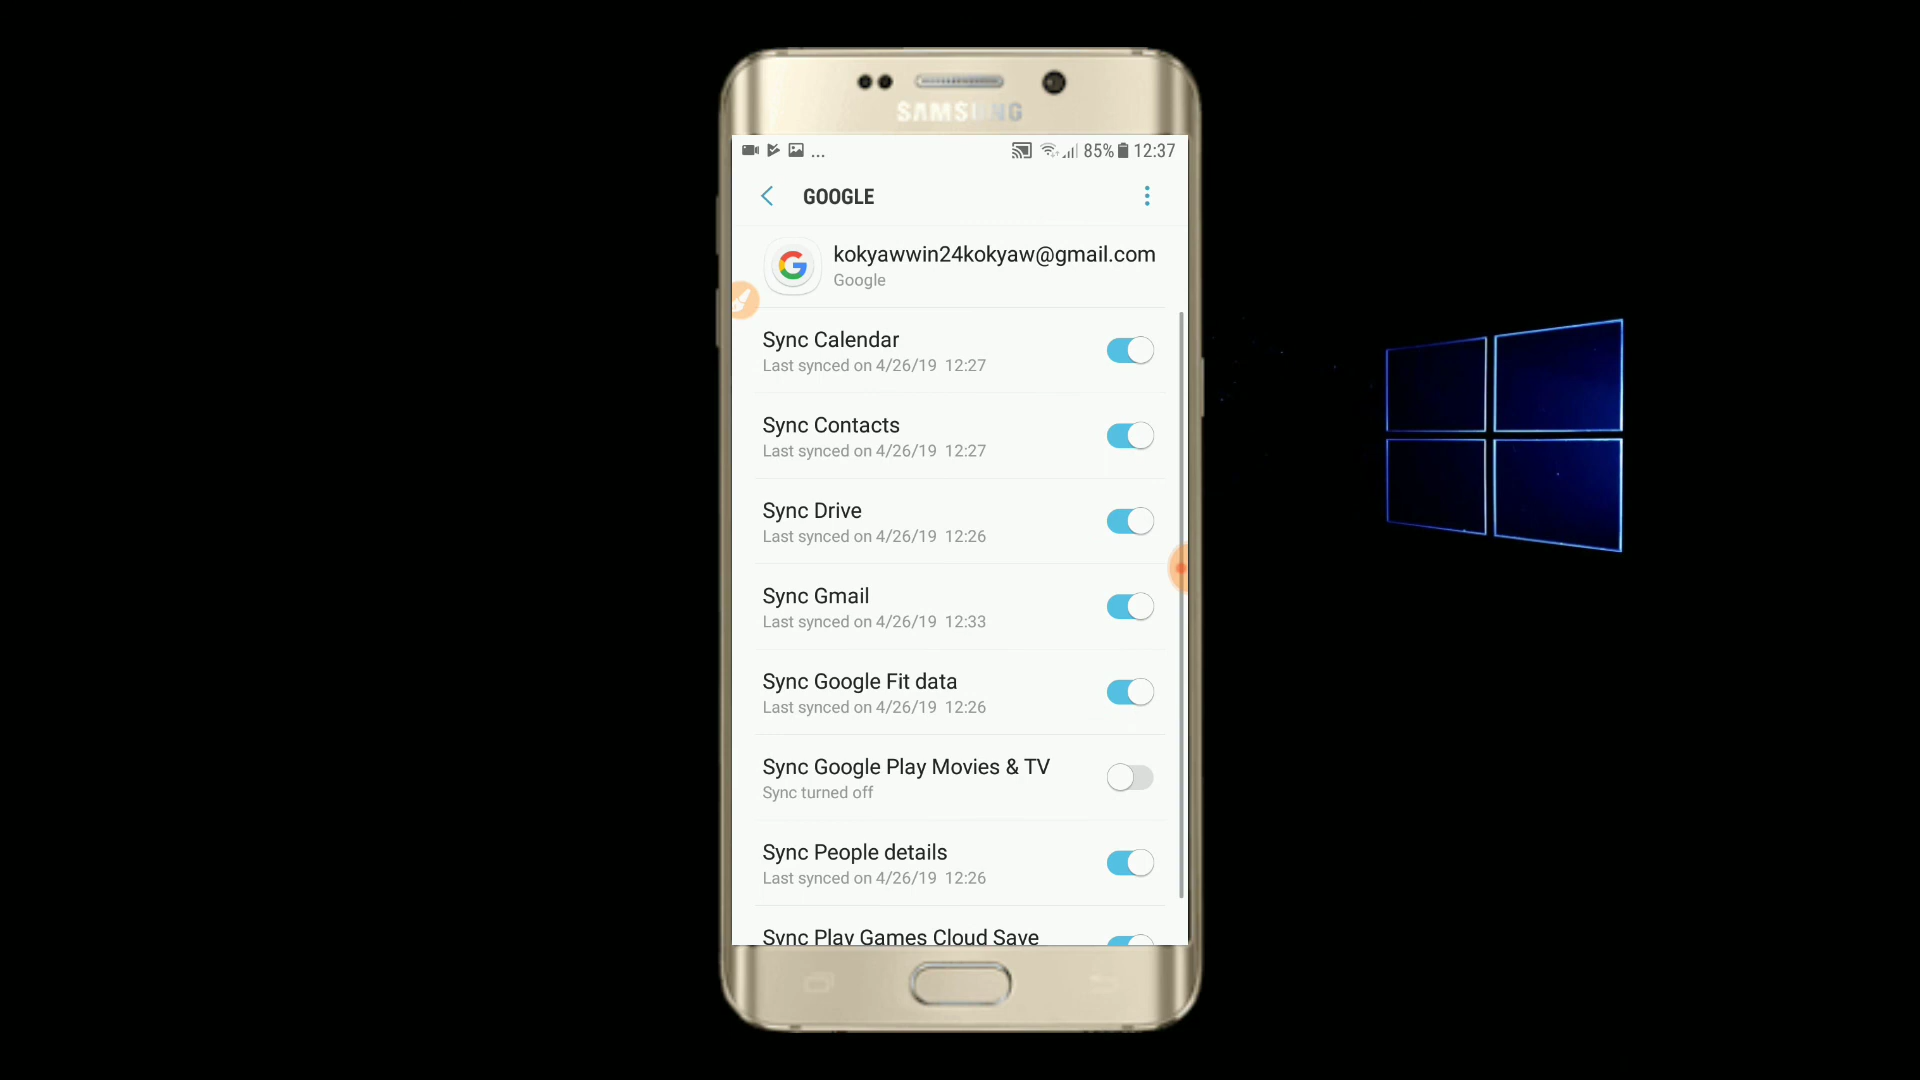 SAMSUNG
... 85% 12:37
GOOGLE
kokyawwin24kokyaw@gmail.com
Google
Sync Calendar
Last synced on 4/26/19 12:27
Sync Contacts
Last synced on 4/26/19 12:27
Sync Drive
Last synced on 4/26/19 12:26
Sync Gmail
Last synced on 4/26/19 12:33
Sync Google Fit data
Last synced on 4/26/19 12:26
Sync Google Play Movies & TV
Sync turned off
Sync People details
Last synced on 4/26/19 12:26
Sync Play Games Cloud Save